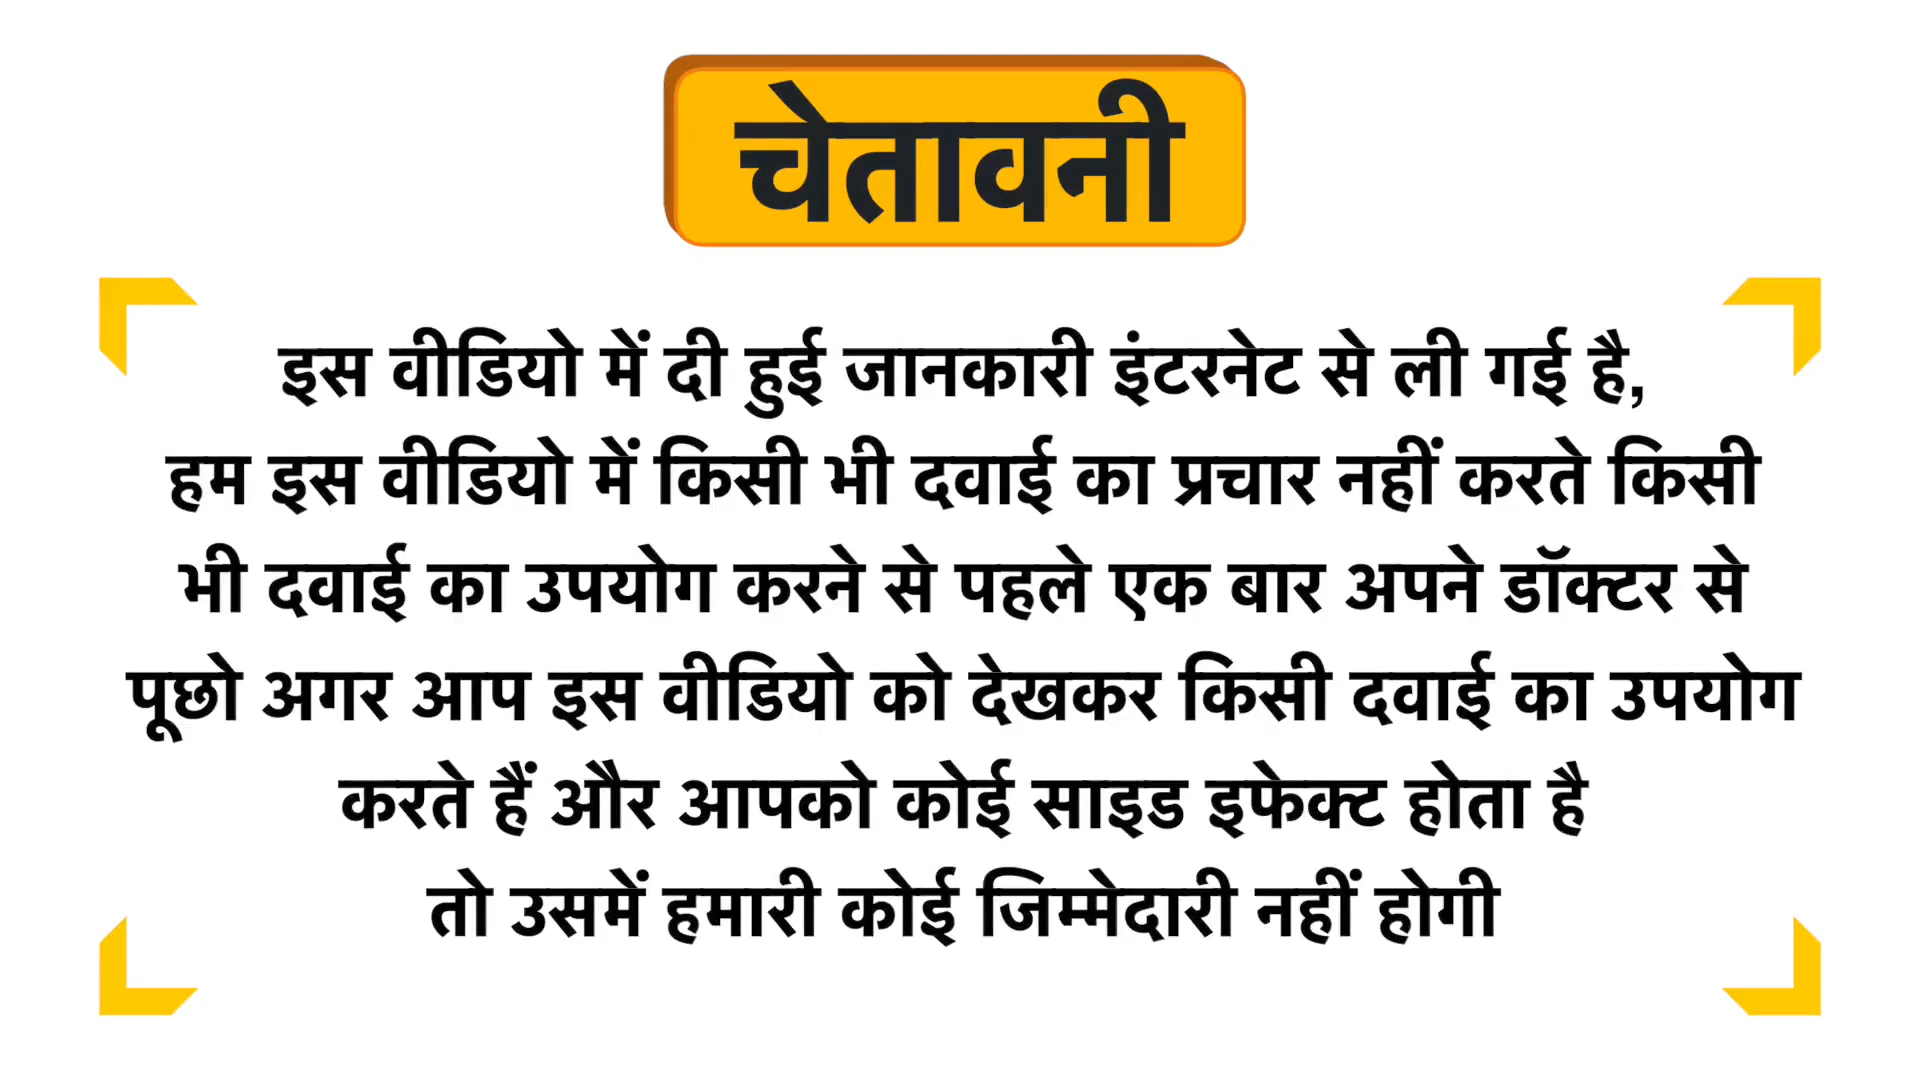 चेतावनी
इस वीडियो में दी हुई जानकारी इंटरनेट से ली गई है,
हम इस वीडियो में किसी भी दवाई का प्रचार नहीं करते किसी
भी दवाई का उपयोग करने से पहले एक बार अपने डॉक्टर से
पूछो अगर आप इस वीडियो को देखकर किसी दवाई का उपयोग
करते हैं और आपको कोई साइड इफेक्ट होता है
तो उसमें हमारी कोई जिम्मेदारी नहीं होगी